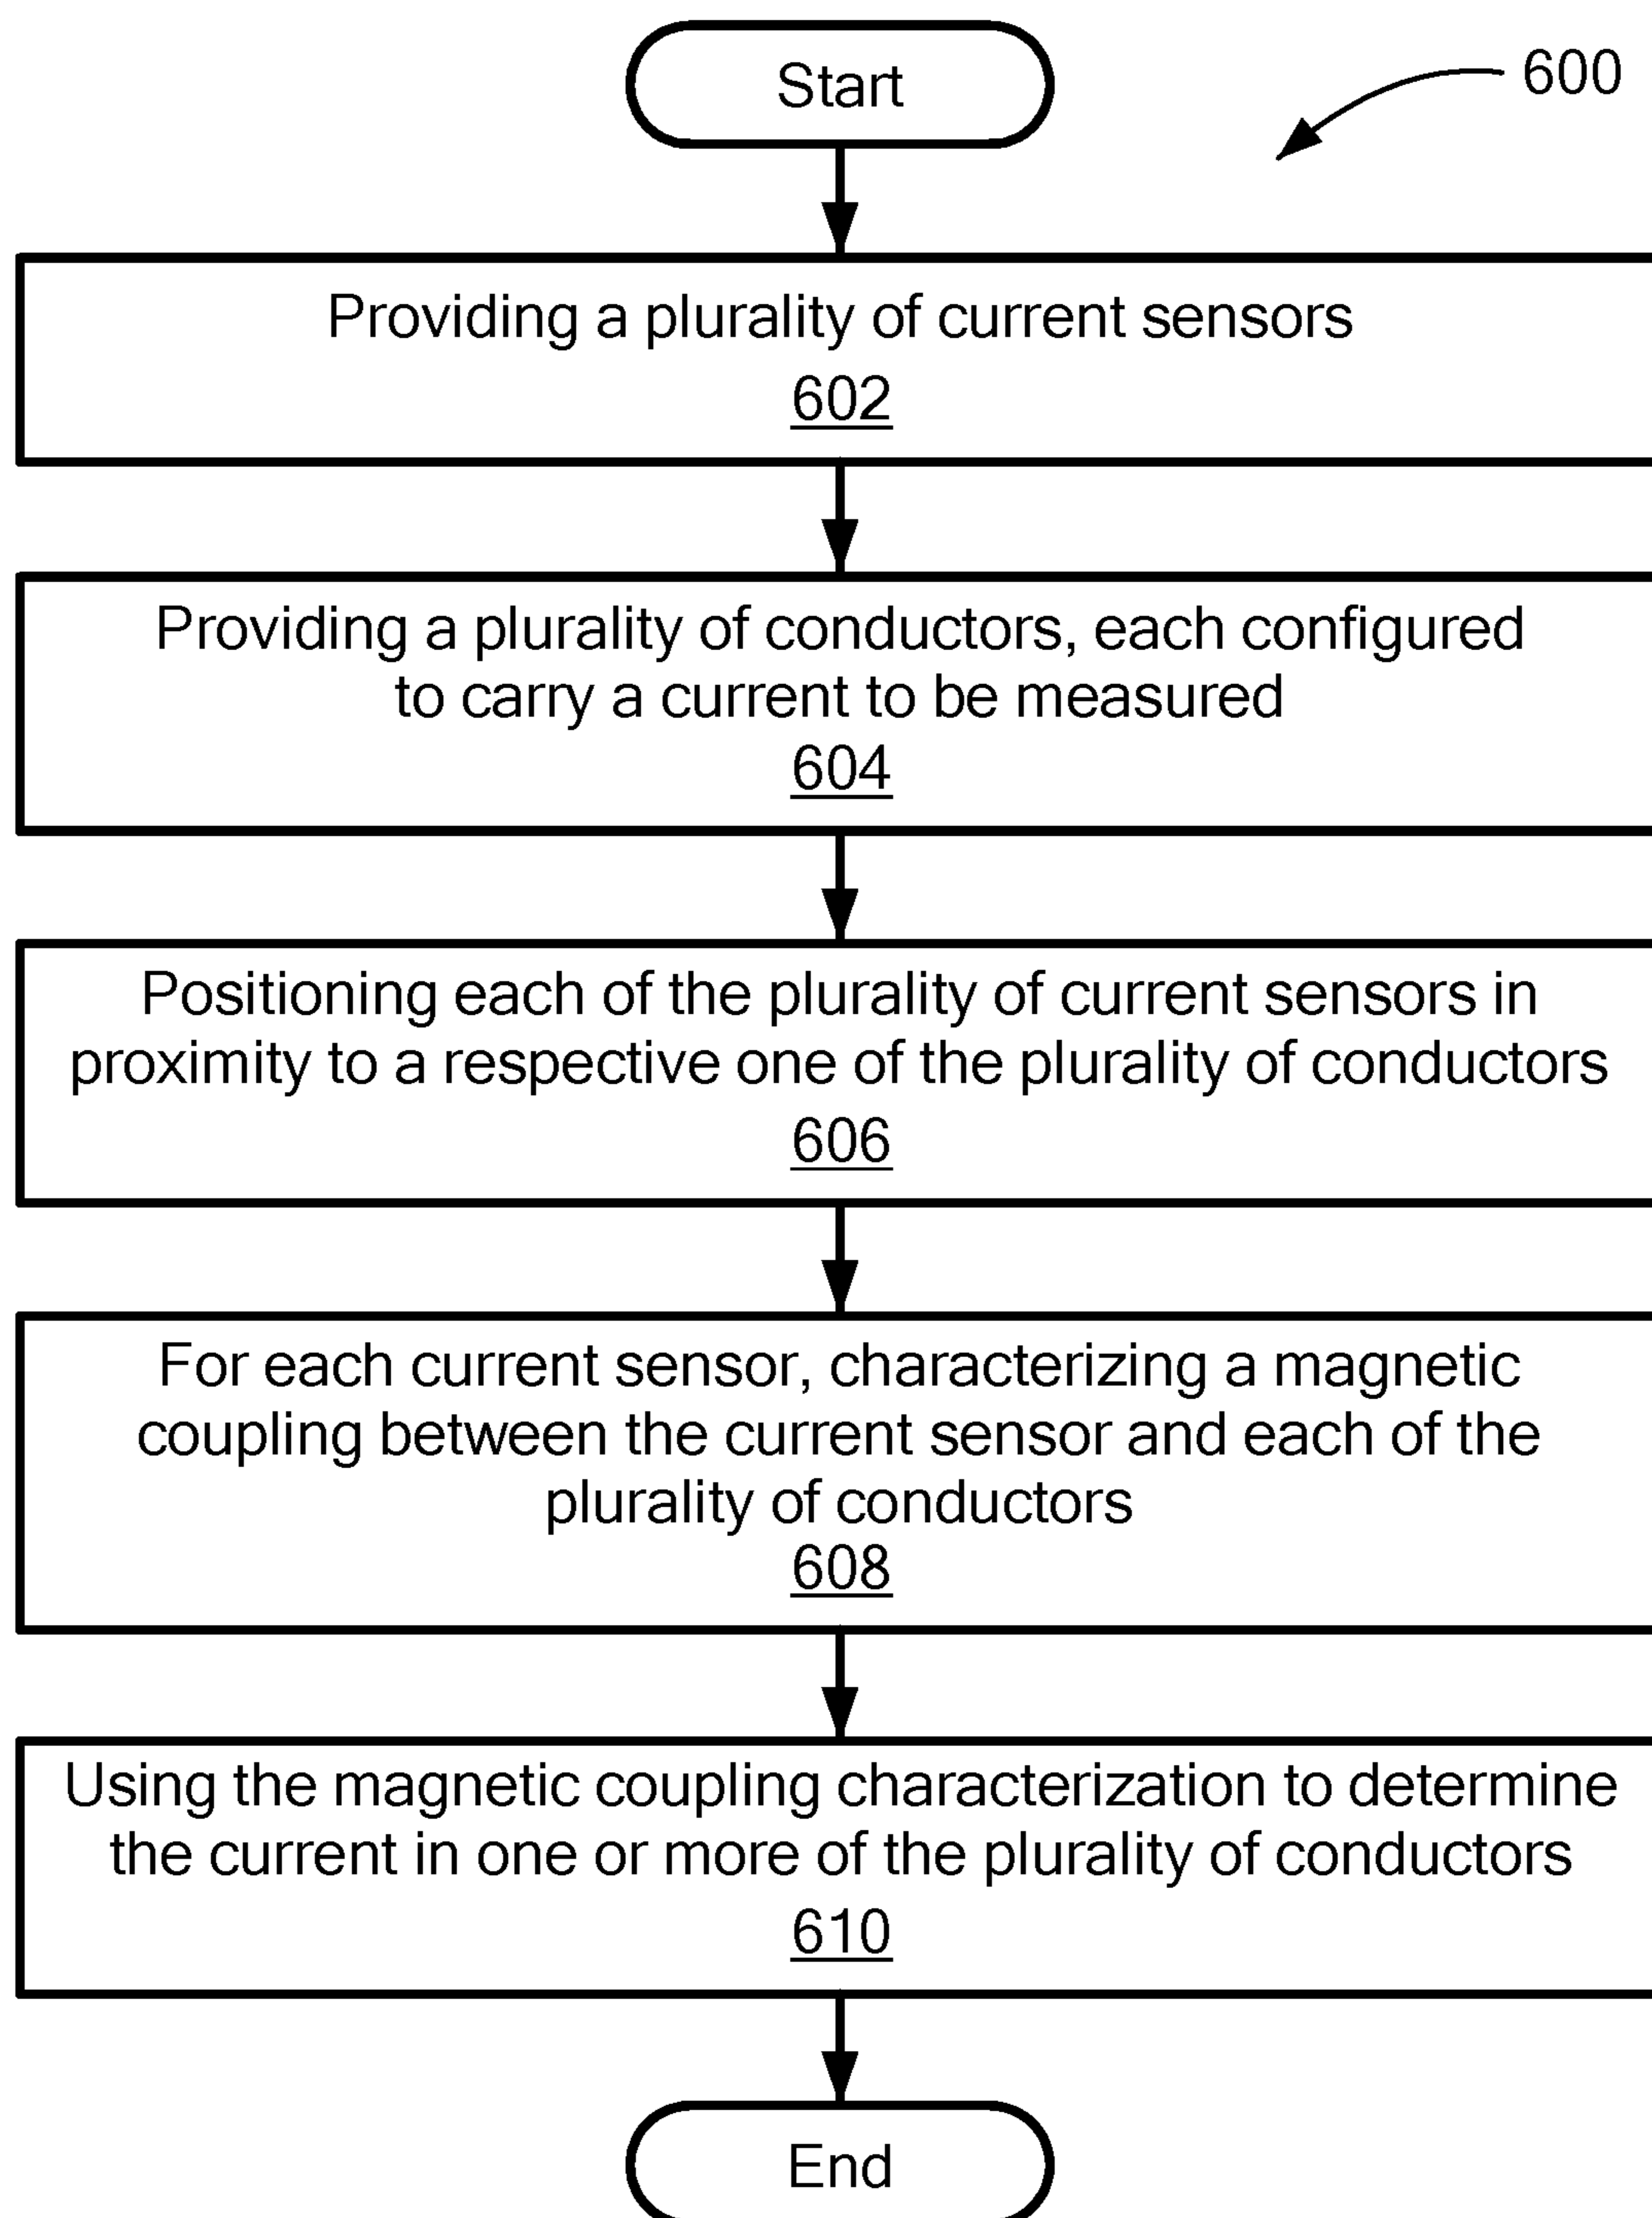 Start
600
Providing a plurality of current sensors
602
Providing a plurality of conductors, each configured
to carry a current to be measured
604
Positioning each of the plurality of current sensors in
proximity to a respective one of the plurality of conductors
606
For each current sensor, characterizing a magnetic
coupling between the current sensor and each of the
plurality of conductors
608
Using the magnetic coupling characterization to determine
the current in one or more of the plurality of conductors
610
End